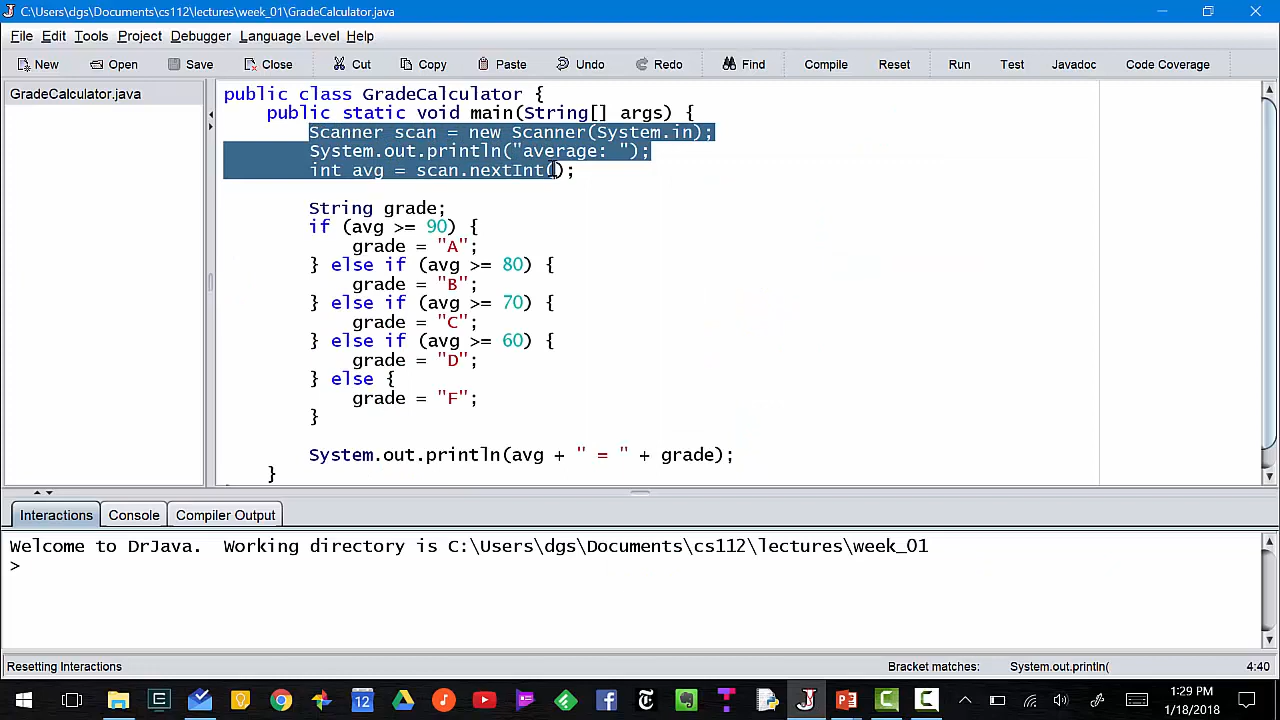 C:\Users\dgs\Documents\cs112\lectures\week_01\GradeCalculator.java
File Edit Tools Project Debugger Language Level Help
New Open Save Close Cut Copy Paste Undo Redo Find Compile Reset Run Test Javadoc Code Coverage
GradeCalculator.java
public class GradeCalculator {
public static void main(String[] args) {
Scanner scan = new Scanner(System.in);
System.out.println("average: ");
int avg = scan.nextInt();
String grade;
if (avg >= 90) {
grade = "A";
} else if (avg >= 80) {
grade = "B";
} else if (avg >= 70) {
grade = "C";
} else if (avg >= 60) {
grade = "D";
} else {
grade = "F";
}
System.out.println(avg + " = " + grade);
}
Interactions Console Compiler Output
Welcome to DrJava.  Working directory is C:\Users\dgs\Documents\cs112\lectures\week_01
>
Resetting Interactions Bracket matches: System.out.println( 4:40
12
1:29 PM
1/18/2018